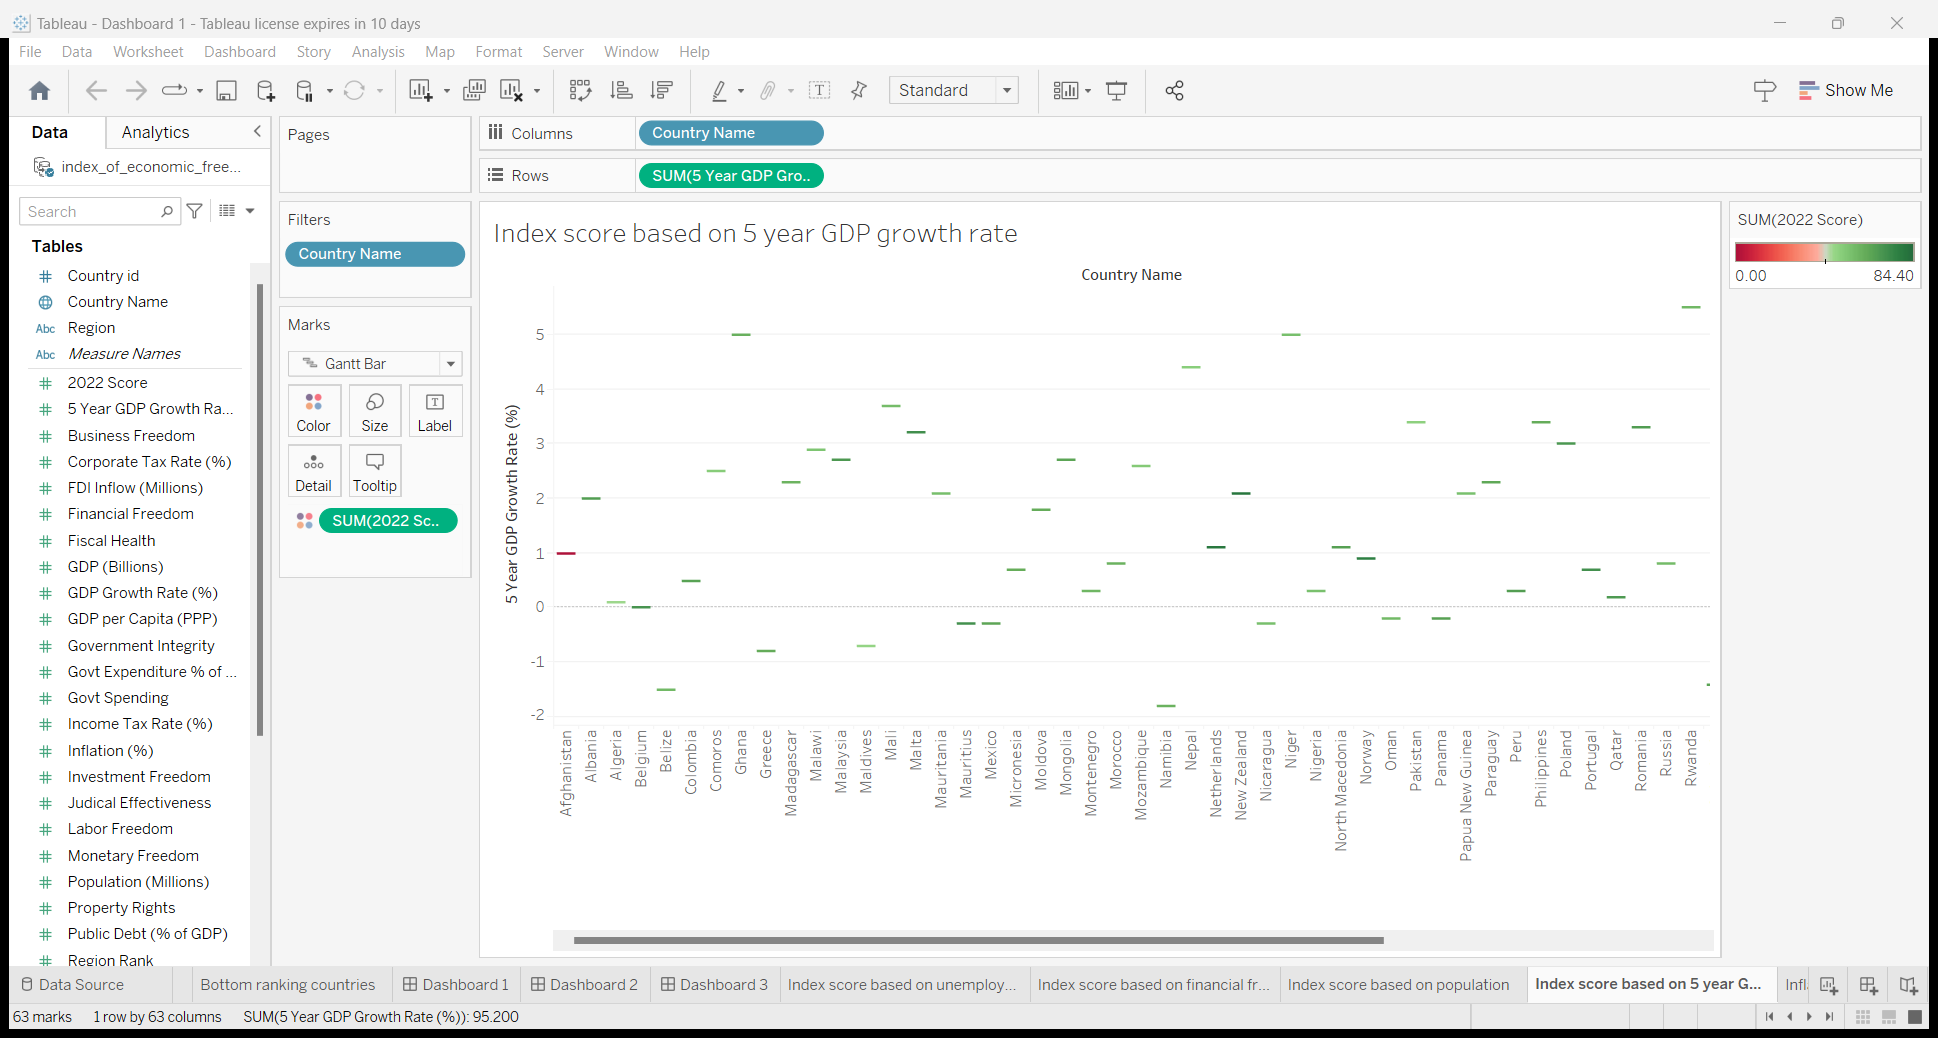 Tableau - Dashboard 1 - Tableau license expires in 10 days
File Data Worksheet Dashboard Story Analysis Map Format Server Window Help
Standard
Show Me
Data Analytics
index_of_economic_free...
Search
Tables
Country id
Country Name
Abc Region
Abc Measure Names
2022 Score
5 Year GDP Growth Ra...
Business Freedom
Corporate Tax Rate (%)
FDI Inflow (Millions)
Financial Freedom
Fiscal Health
GDP (Billions)
GDP Growth Rate (%)
GDP per Capita (PPP)
Government Integrity
Govt Expenditure % of ...
Govt Spending
Income Tax Rate (%)
Inflation (%)
Investment Freedom
Judical Effectiveness
Labor Freedom
Monetary Freedom
Population (Millions)
Property Rights
Public Debt (% of GDP)
Region Rank
Pages
Filters
Country Name
Marks
Gantt Bar
Color Size Label
Detail Tooltip
SUM(2022 Sc..
Columns Country Name
Rows SUM(5 Year GDP Gro..
Index score based on 5 year GDP growth rate
Country Name
5 Year GDP Growth Rate (%)
5
4
3
2
1
0
-1
-2
Afghanistan
Albania
Algeria
Belgium
Belize
Colombia
Comoros
Ghana
Greece
Madagascar
Malawi
Malaysia
Maldives
Mali
Malta
Mauritania
Mauritius
Mexico
Micronesia
Moldova
Mongolia
Montenegro
Morocco
Mozambique
Namibia
Nepal
Netherlands
New Zealand
Nicaragua
Niger
Nigeria
North Macedonia
Norway
Oman
Pakistan
Panama
Papua New Guinea
Paraguay
Peru
Philippines
Poland
Portugal
Qatar
Romania
Russia
Rwanda
SUM(2022 Score)
0.00 84.40
Data Source Bottom ranking countries Dashboard 1 Dashboard 2 Dashboard 3 Index score based on unemploy... Index score based on financial fr... Index score based on population Index score based on 5 year G... Infl
63 marks 1 row by 63 columns SUM(5 Year GDP Growth Rate (%)): 95.200